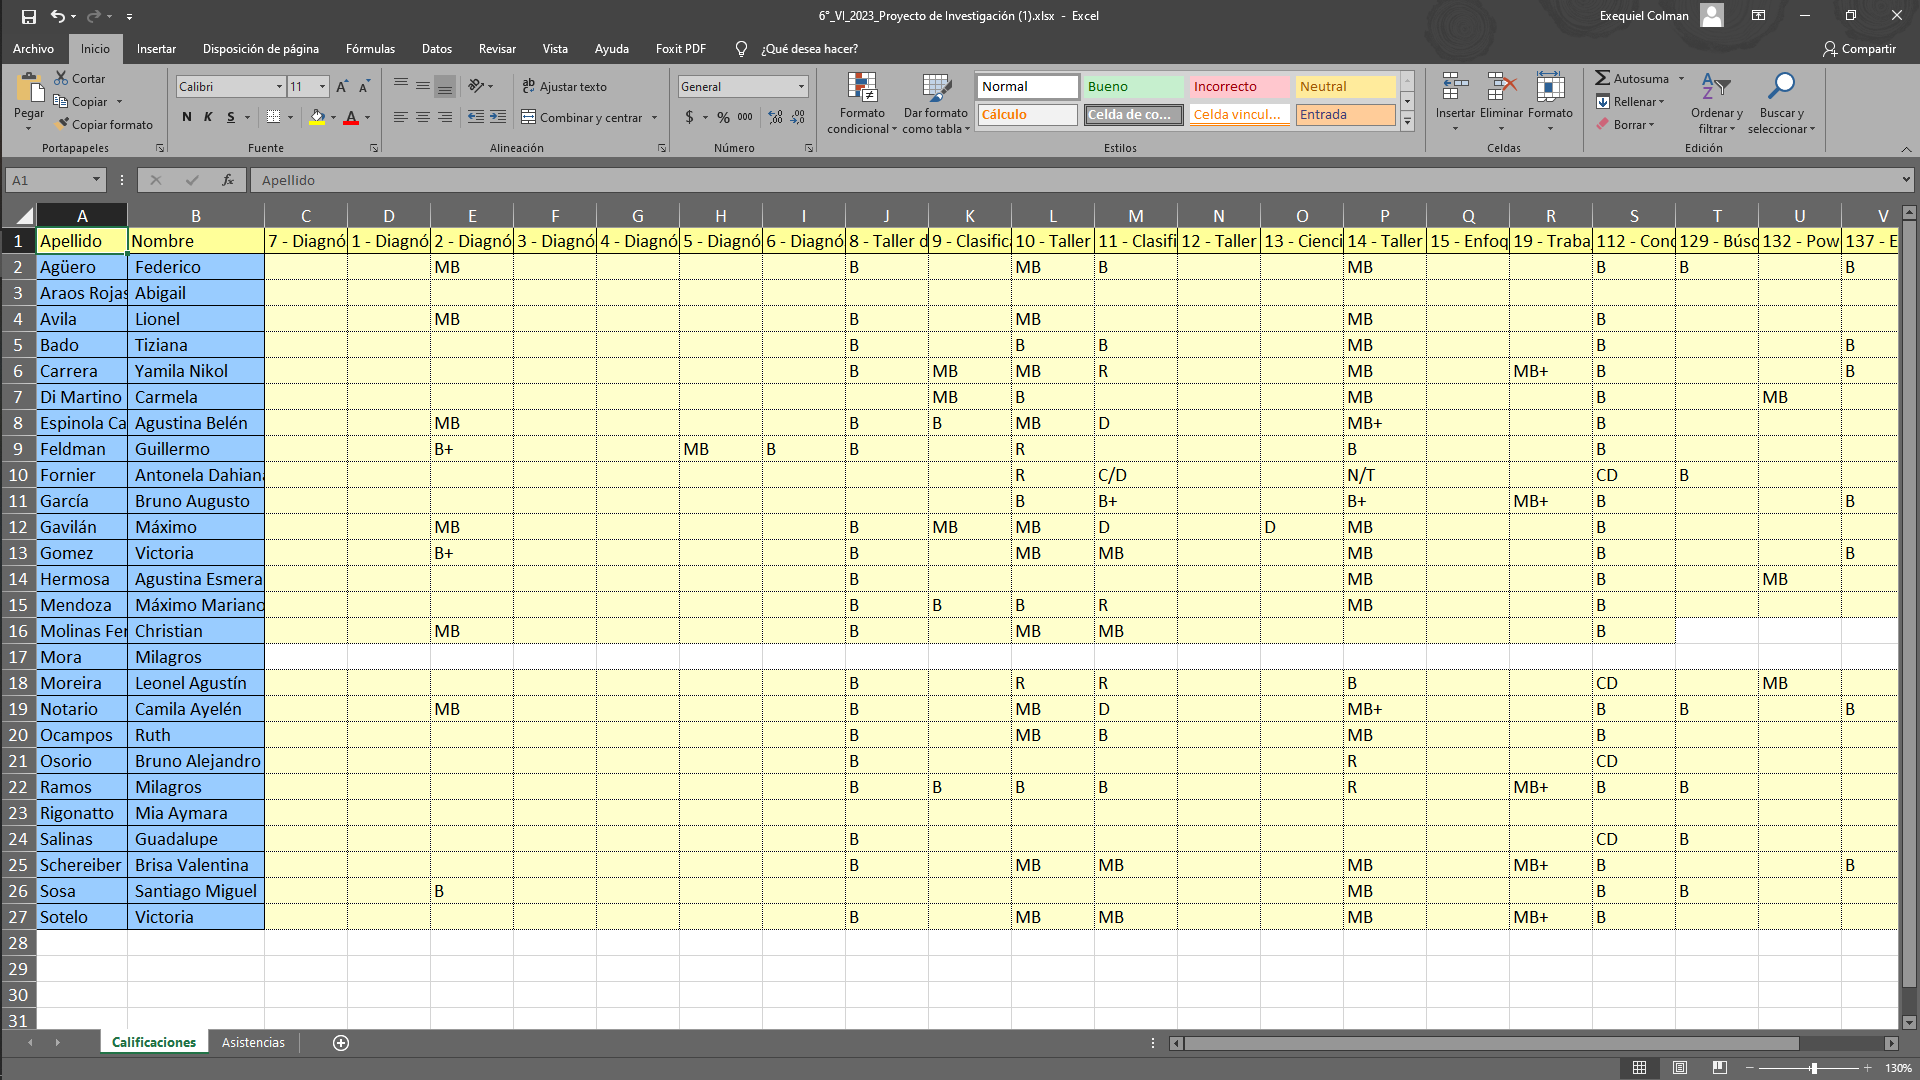 6°_VI_2023_Proyecto de Investigación (1).xlsx - Excel
Exequiel Colman
Archivo Inicio Insertar Disposición de página Fórmulas Datos Revisar Vista Ayuda Foxit PDF ¿Qué desea hacer? Compartir
Pegar Cortar Copiar Copiar formato Portapapeles
Calibri 11 N K S Fuente
Ajustar texto Combinar y centrar Alineación
General $ % 000 Número
Formato condicional Dar formato como tabla
Normal Bueno Incorrecto Neutral
Cálculo Celda de co... Celda vincul... Entrada
Estilos
Insertar Eliminar Formato Celdas
Autosuma Rellenar Borrar Ordenar y filtrar Buscar y seleccionar Edición
A1 fx Apellido
A B C D E F G H I J K L M N O P Q R S T U V
1 Apellido Nombre 7 - Diagnó 1 - Diagnó 2 - Diagnó 3 - Diagnó 4 - Diagnó 5 - Diagnó 6 - Diagnó 8 - Taller d 9 - Clasifica 10 - Taller 11 - Clasifi 12 - Taller 13 - Cienci 14 - Taller 15 - Enfoq 19 - Traba 112 - Conc 129 - Búsq 132 - Pow 137 - E
2 Agüero Federico MB B MB B MB B B B
3 Araos Rojas Abigail
4 Avila Lionel MB B MB MB B
5 Bado Tiziana B B B MB B B
6 Carrera Yamila Nikol B MB MB R MB MB+ B B
7 Di Martino Carmela MB B MB B MB
8 Espinola Ca Agustina Belén MB B B MB D MB+ B
9 Feldman Guillermo B+ MB B B R B B
10 Fornier Antonela Dahiana R C/D N/T CD B
11 García Bruno Augusto B B+ B+ MB+ B B
12 Gavilán Máximo MB B MB MB D D MB B
13 Gomez Victoria B+ B MB MB MB B B
14 Hermosa Agustina Esmera B MB B MB
15 Mendoza Máximo Mariano B B B R MB B
16 Molinas Fer Christian MB B MB MB B
17 Mora Milagros
18 Moreira Leonel Agustín B R R B CD MB
19 Notario Camila Ayelén MB B MB D MB+ B B B
20 Ocampos Ruth B MB B MB B
21 Osorio Bruno Alejandro B R CD
22 Ramos Milagros B B B B R MB+ B B
23 Rigonatto Mia Aymara
24 Salinas Guadalupe B CD B
25 Schereiber Brisa Valentina B MB MB MB MB+ B B
26 Sosa Santiago Miguel B MB B B
27 Sotelo Victoria B MB MB MB MB+ B
28
29
30
31
Calificaciones Asistencias
130%